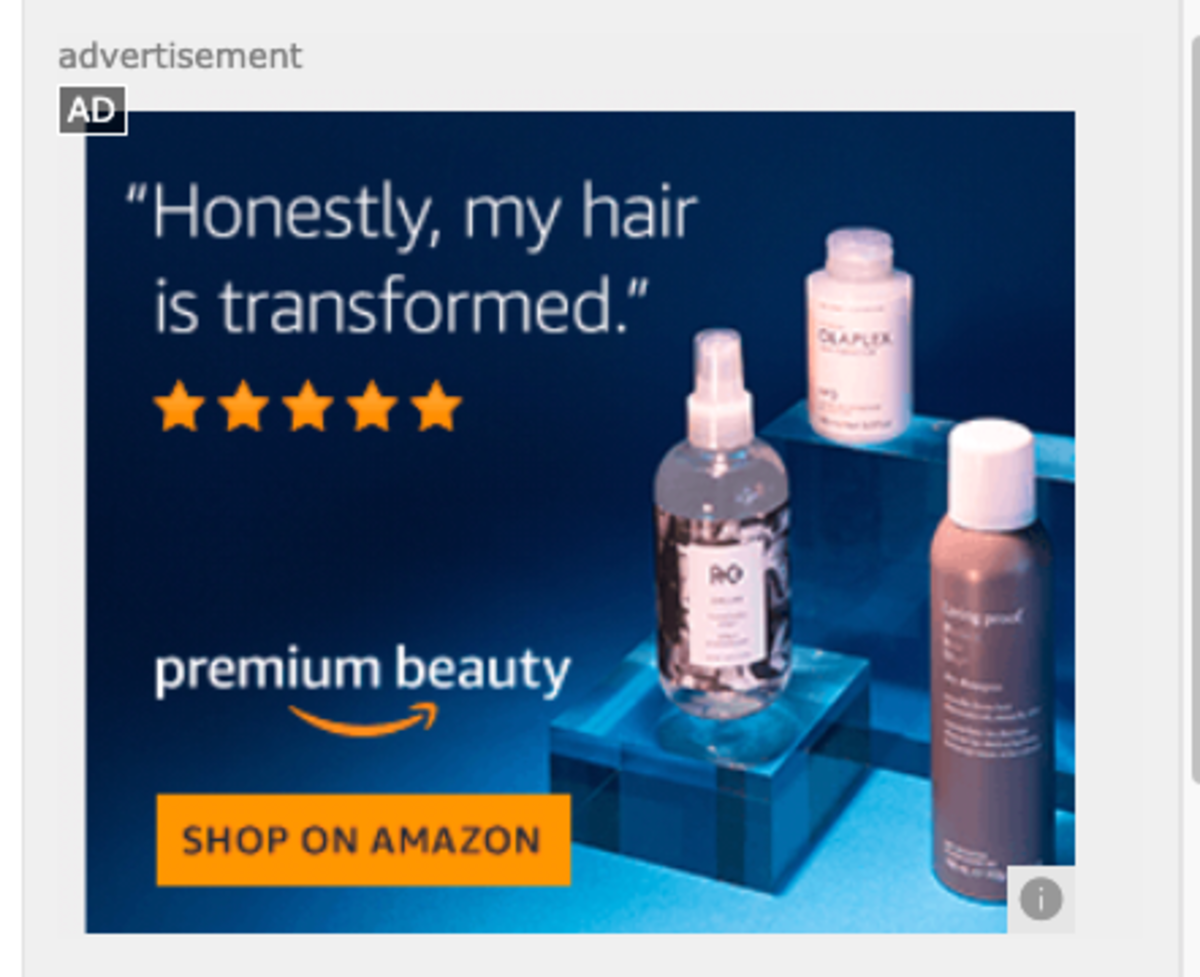 advertisement
AD
“Honestly, my hair
is transformed.”
premium beauty
SHOP ON AMAZON
OLAPLEX
R+CO
living proof